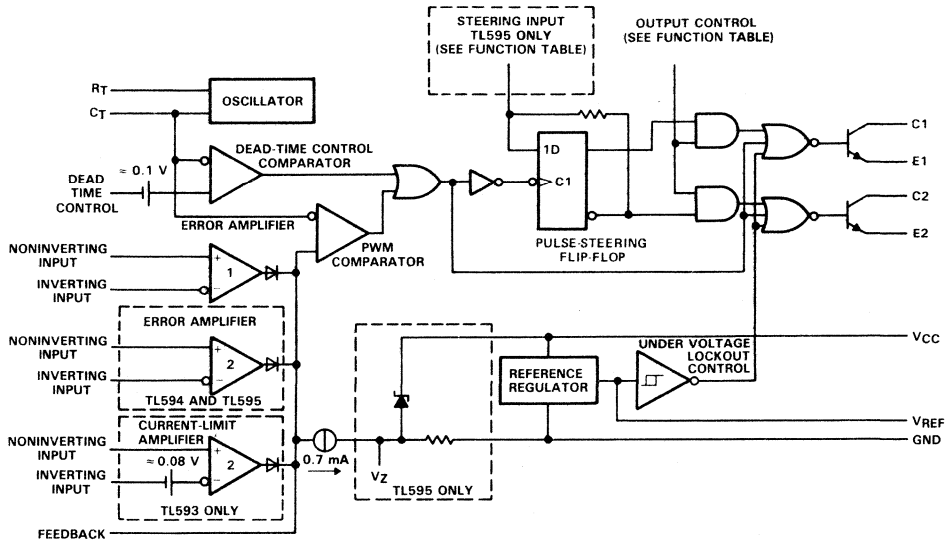 STEERING INPUT
TL595 ONLY
(SEE FUNCTION TABLE)
OUTPUT CONTROL
(SEE FUNCTION TABLE)
RT
CT
OSCILLATOR
DEAD-TIME CONTROL
COMPARATOR
≈ 0.1 V
DEAD
TIME
CONTROL
1D
C1
C1
E1
C2
E2
ERROR AMPLIFIER
PWM
COMPARATOR
PULSE-STEERING
FLIP-FLOP
NONINVERTING
INPUT
+
1
INVERTING
INPUT
−
ERROR AMPLIFIER
NONINVERTING
INPUT
+
2
INVERTING
INPUT
−
TL594 AND TL595
UNDER VOLTAGE
LOCKOUT
CONTROL
VCC
REFERENCE
REGULATOR
VREF
GND
CURRENT-LIMIT
AMPLIFIER
NONINVERTING
INPUT
+
≈ 0.08 V
2
INVERTING
INPUT
−
TL593 ONLY
0.7 mA
VZ
TL595 ONLY
FEEDBACK